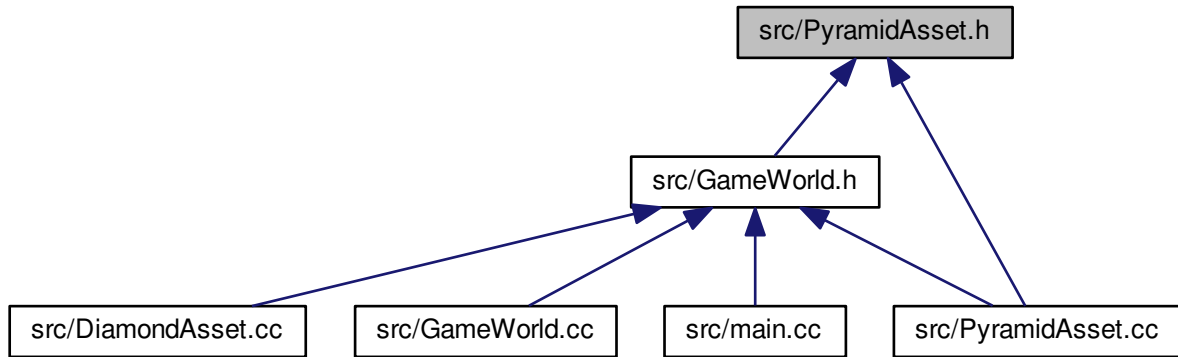 src/PyramidAsset.h
src/GameWorld.h
src/DiamondAsset.cc
src/GameWorld.cc
src/main.cc
src/PyramidAsset.cc